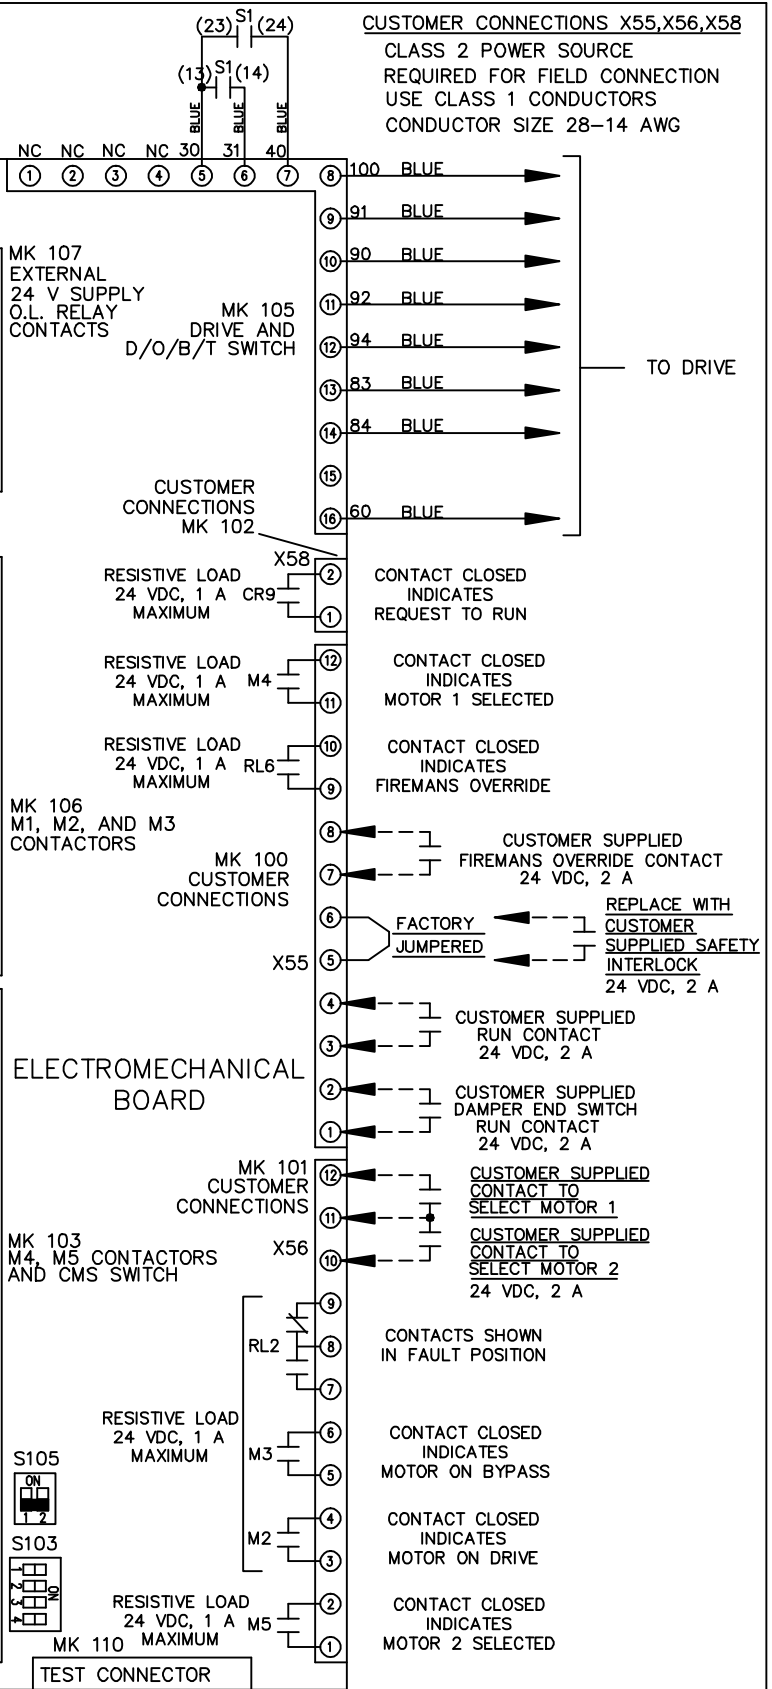 CUSTOMER CONNECTIONS X55,X56,X58
CLASS 2 POWER SOURCE
REQUIRED FOR FIELD CONNECTION
USE CLASS 1 CONDUCTORS
CONDUCTOR SIZE 28–14 AWG
(23) S1 (24)
(13) S1 (14)
BLUE BLUE BLUE
NC NC NC NC 30 31 40
1 2 3 4 5 6 7 8 100 BLUE
9 91 BLUE
10 90 BLUE
11 92 BLUE
12 94 BLUE
13 83 BLUE
14 84 BLUE
15
16 60 BLUE
TO DRIVE
MK 107
EXTERNAL
24 V SUPPLY
O.L. RELAY
CONTACTS
MK 105
DRIVE AND
D/O/B/T SWITCH
CUSTOMER
CONNECTIONS
MK 102
X58
RESISTIVE LOAD
24 VDC, 1 A
MAXIMUM
CR9
2
1
CONTACT CLOSED
INDICATES
REQUEST TO RUN
RESISTIVE LOAD
24 VDC, 1 A
MAXIMUM
M4
12
11
CONTACT CLOSED
INDICATES
MOTOR 1 SELECTED
RESISTIVE LOAD
24 VDC, 1 A
MAXIMUM
RL6
10
9
CONTACT CLOSED
INDICATES
FIREMANS OVERRIDE
MK 106
M1, M2, AND M3
CONTACTORS
MK 100
CUSTOMER
CONNECTIONS
8
7
CUSTOMER SUPPLIED
FIREMANS OVERRIDE CONTACT
24 VDC, 2 A
X55
6
5
FACTORY
JUMPERED
REPLACE WITH
CUSTOMER
SUPPLIED SAFETY
INTERLOCK
24 VDC, 2 A
4
3
CUSTOMER SUPPLIED
RUN CONTACT
24 VDC, 2 A
ELECTROMECHANICAL
BOARD
2
1
CUSTOMER SUPPLIED
DAMPER END SWITCH
RUN CONTACT
24 VDC, 2 A
MK 101
CUSTOMER
CONNECTIONS
X56
12
11
10
CUSTOMER SUPPLIED
CONTACT TO
SELECT MOTOR 1
CUSTOMER SUPPLIED
CONTACT TO
SELECT MOTOR 2
24 VDC, 2 A
MK 103
M4, M5 CONTACTORS
AND CMS SWITCH
RL2
9
8
7
CONTACTS SHOWN
IN FAULT POSITION
RESISTIVE LOAD
24 VDC, 1 A
MAXIMUM
M3
6
5
CONTACT CLOSED
INDICATES
MOTOR ON BYPASS
S105
ON
1 2
M2
4
3
CONTACT CLOSED
INDICATES
MOTOR ON DRIVE
S103
1
2
3
4
ON
RESISTIVE LOAD
24 VDC, 1 A
MAXIMUM
M5
2
1
CONTACT CLOSED
INDICATES
MOTOR 2 SELECTED
MK 110
TEST CONNECTOR